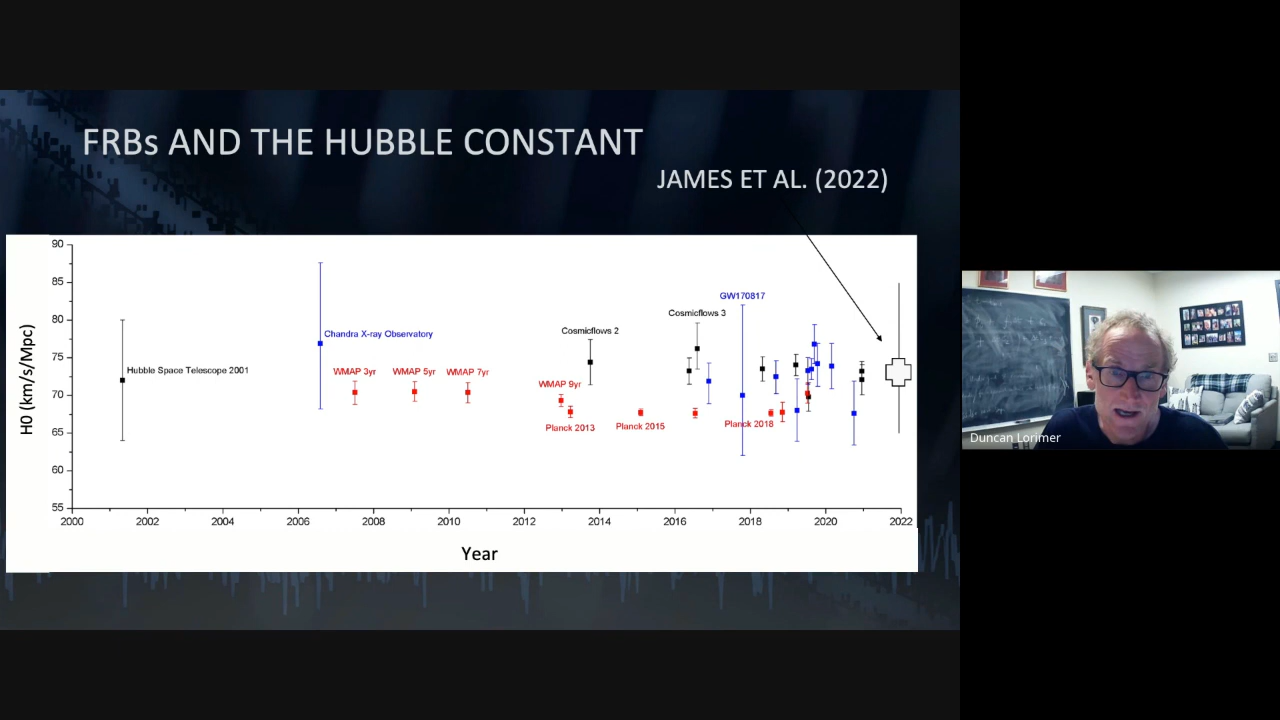 FRBs AND THE HUBBLE CONSTANT
JAMES ET AL. (2022)
90
85
80
75
70
65
60
55
H0 (km/s/Mpc)
GW170817
Cosmicflows 3
Cosmicflows 2
Chandra X-ray Observatory
Hubble Space Telescope 2001
WMAP 3yr
WMAP 5yr
WMAP 7yr
WMAP 9yr
Planck 2013
Planck 2015
Planck 2018
2000 2002 2004 2006 2008 2010 2012 2014 2016 2018 2020 2022
Year
Duncan Lorimer